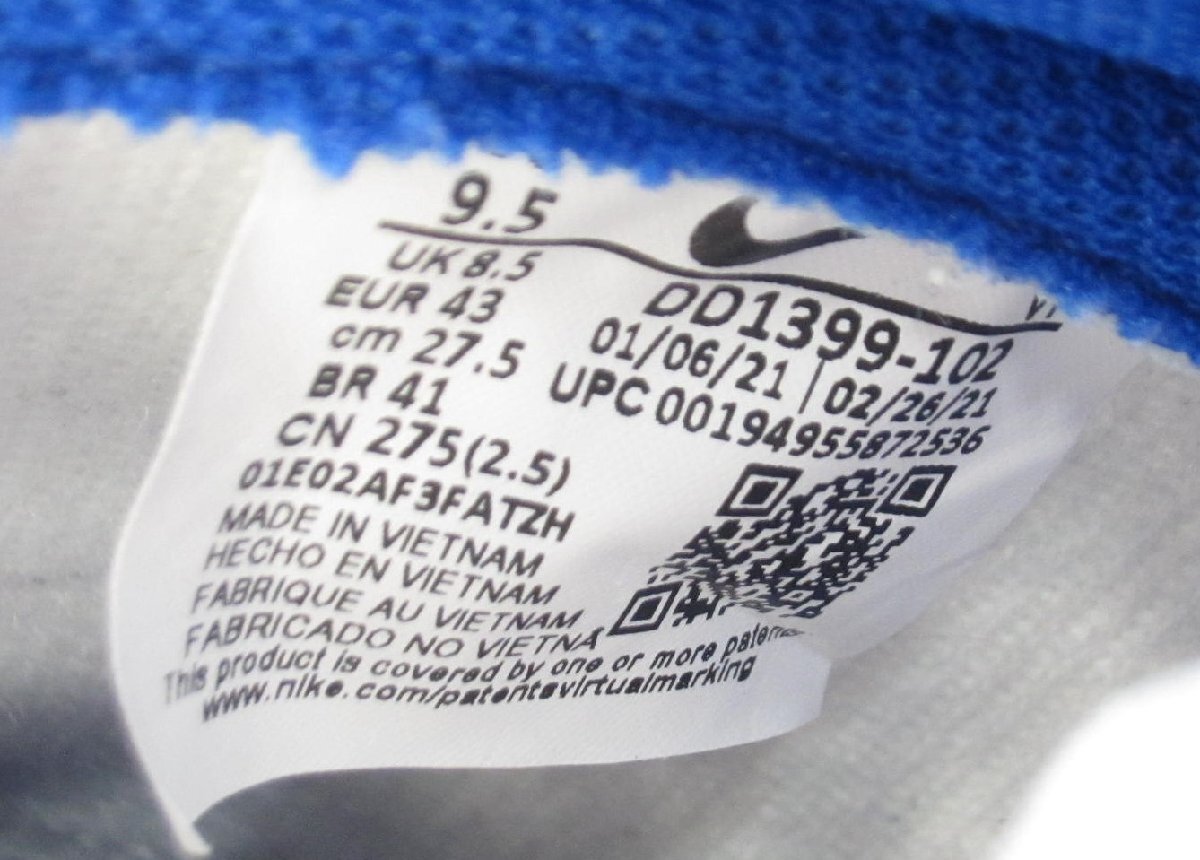 9.5
UK 8.5
EUR 43
cm 27.5
BR 41
CN 275(2.5)
01E02AF3FATZH
MADE IN VIETNAM
HECHO EN VIETNAM
FABRIQUE AU VIETNAM
FABRICADO NO VIETNA
This product is covered by one or more
www.nike.com/patentsvirtualmarking
DD1399-102
01/06/21 | 02/26/21
UPC 00194955872536